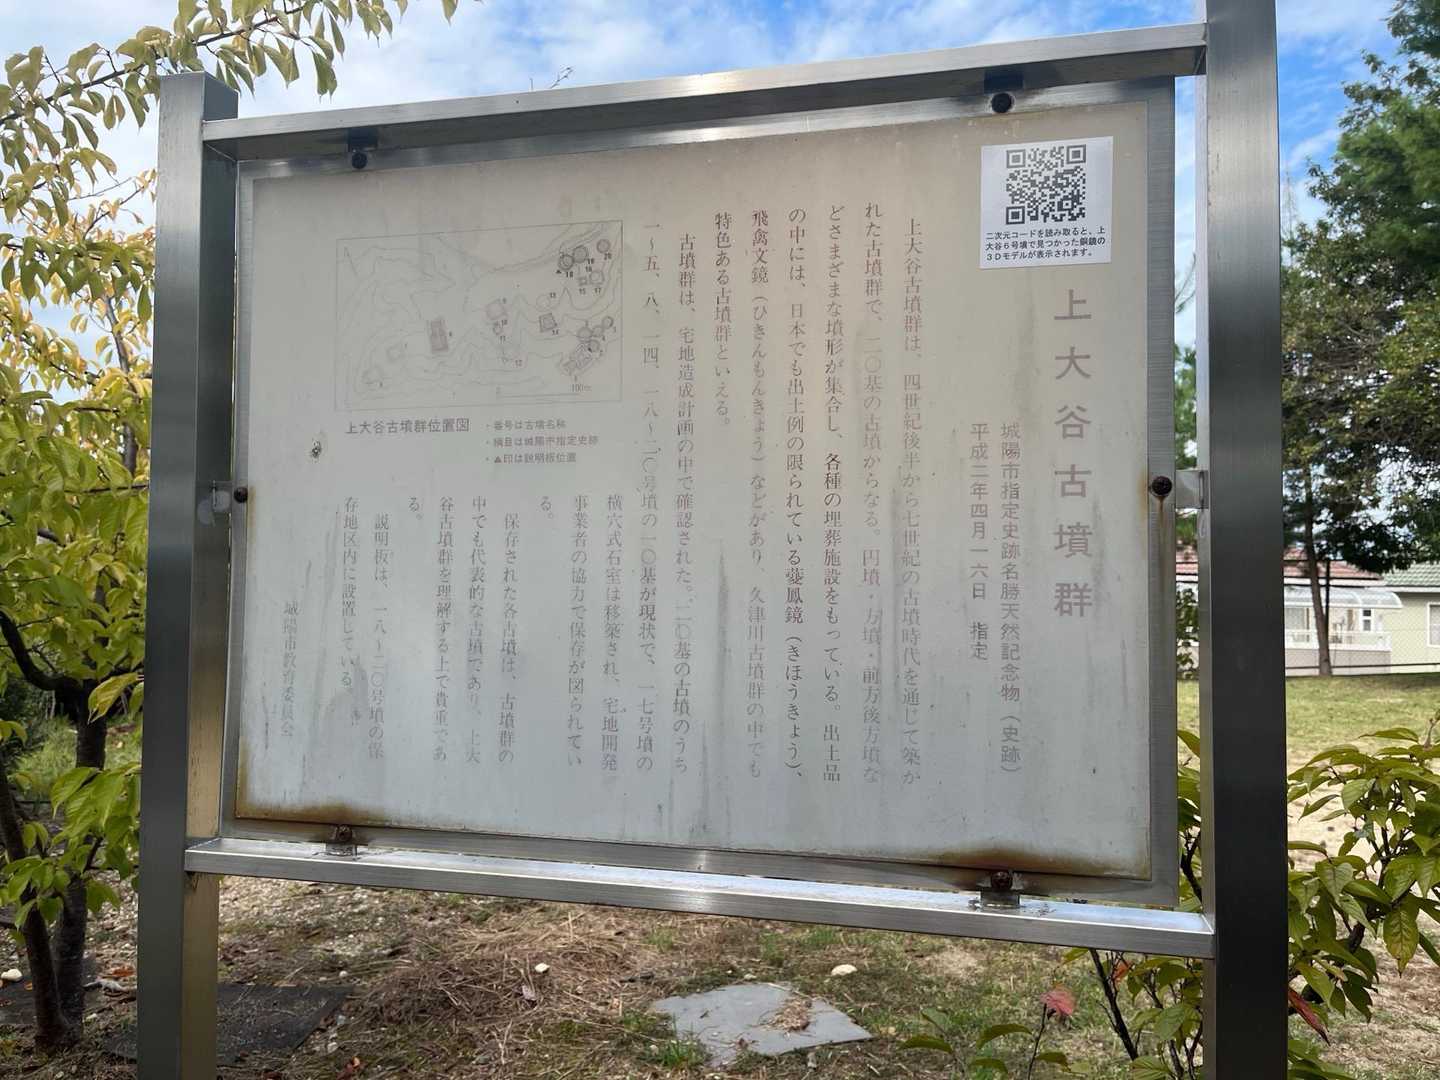 上大谷古墳群
城陽市指定史跡名勝天然記念物（史跡）
平成二年四月一六日　指定
二次元コードを読み取ると、上
大谷６号墳で見つかった銅鏡の
３Ｄモデルが表示されます。
上大谷古墳群は、四世紀後半から七世紀の古墳時代を通じて築か
れた古墳群で、二〇基の古墳からなる。円墳・方墳・前方後方墳な
どさまざまな墳形が集合し、各種の埋葬施設をもっている。出土品
の中には、日本でも出土例の限られている夔鳳鏡（きほうきょう）、
飛禽文鏡（ひきんもんきょう）などがあり、久津川古墳群の中でも
特色ある古墳群といえる。
古墳群は、宅地造成計画の中で確認された。二〇基の古墳のうち
一～五、八、一四、一八～二〇号墳の一〇基が現状で、一七号墳の
横穴式石室は移築され、宅地開発
事業者の協力で保存が図られてい
る。
保存された各古墳は、古墳群の
中でも代表的な古墳であり、上大
谷古墳群を理解する上で貴重であ
る。
説明板は、一八～二〇号墳の保
存地区内に設置している。
城陽市教育委員会
上大谷古墳群位置図
・番号は古墳名称
・網目は城陽市指定史跡
・▲印は説明板位置
100m